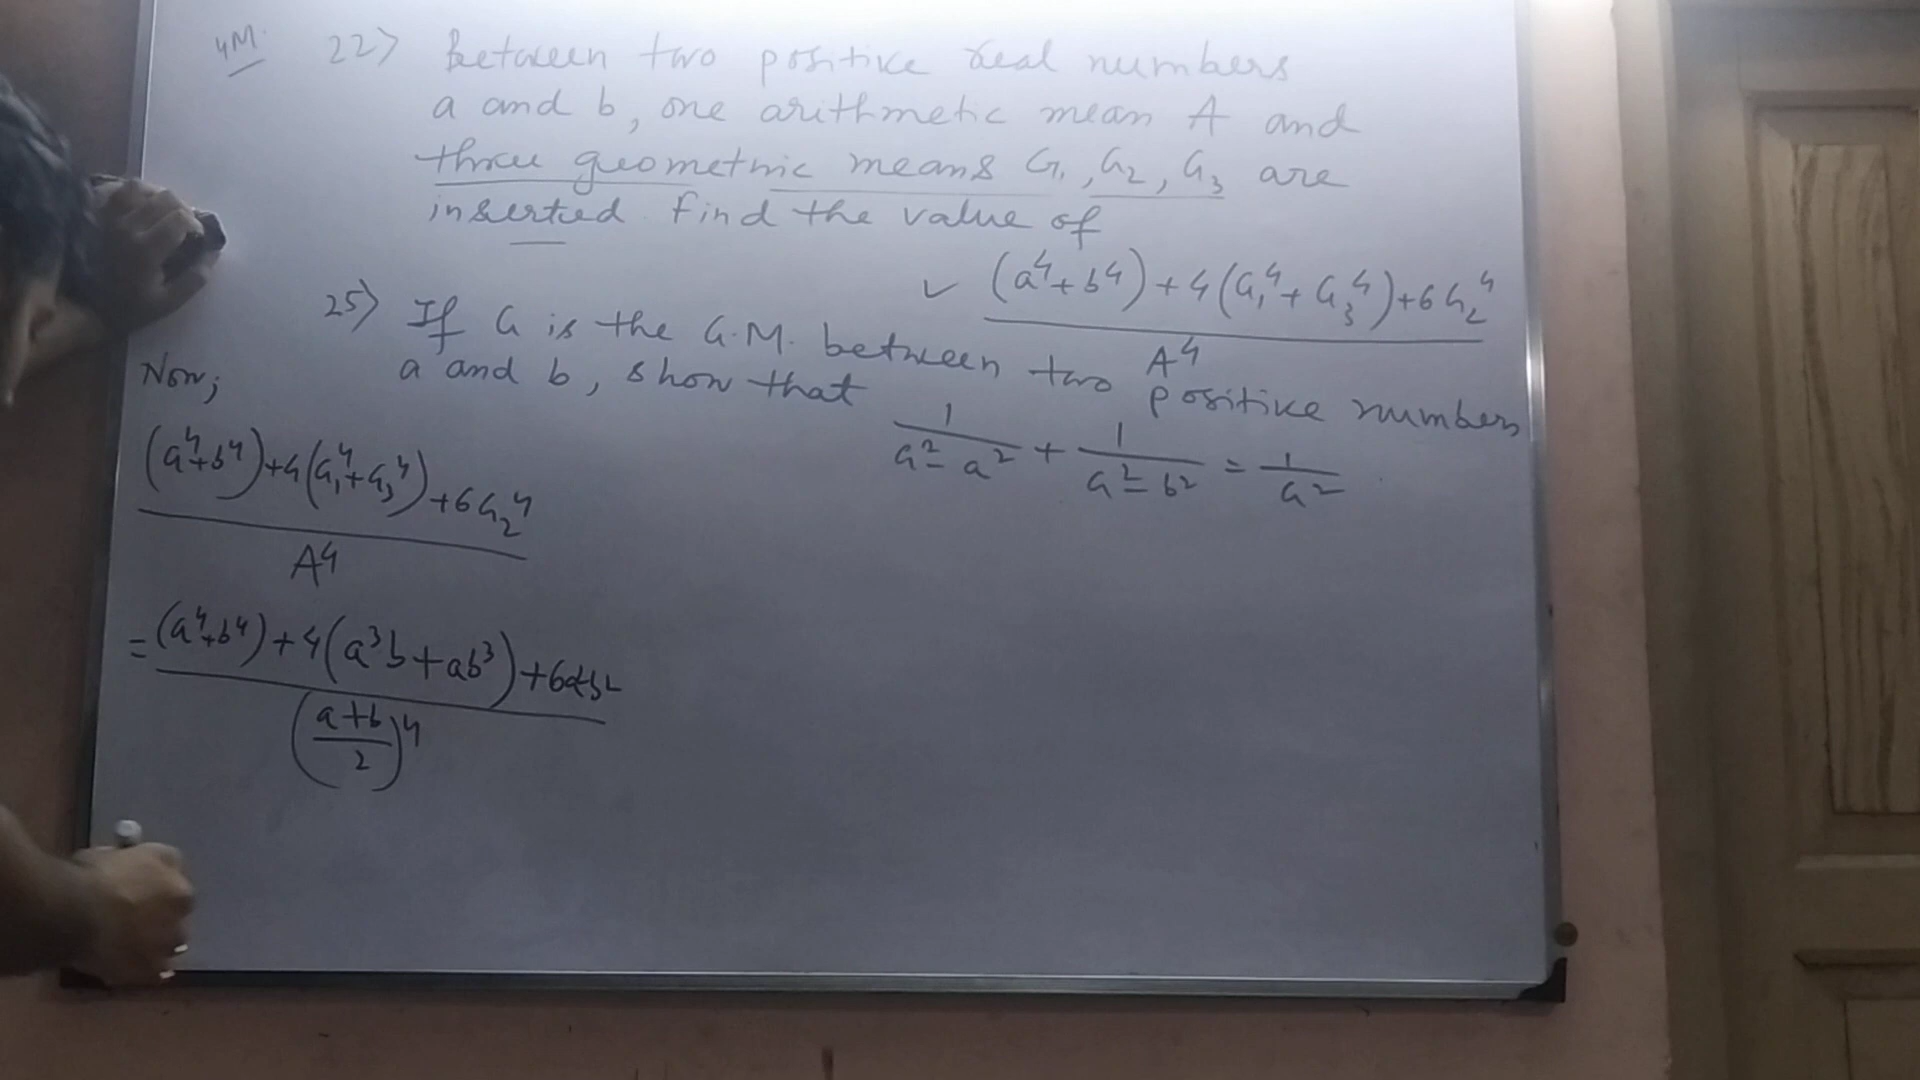 4M. 22) Between two positive real numbers
a and b, one arithmetic mean A and
three geometric means G₁, G₂, G₃ are
inserted. Find the value of
✓ (a⁴+b⁴)+4(G₁⁴+G₃⁴)+6G₂⁴
A⁴
25) If G is the G.M. between two positive numbers
a and b, show that
1/(G²-a²) + 1/(G²-b²) = 1/G²
Now;
(a⁴+b⁴)+4(G₁⁴+G₃⁴)+6G₂⁴
A⁴
= (a⁴+b⁴)+4(a³b+ab³)+6a²b²
((a+b)/2)⁴